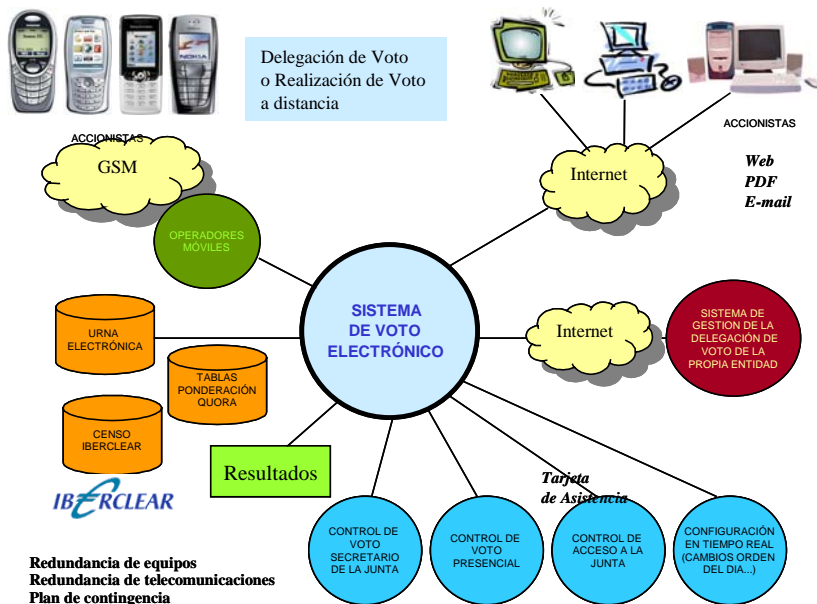 Delegación de Voto
o Realización de Voto
a distancia
NOKIA
ACCIONISTAS
GSM
OPERADORES
MÓVILES
Internet
ACCIONISTAS
Web
PDF
E-mail
SISTEMA
DE VOTO
ELECTRÓNICO
URNA
ELECTRÓNICA
TABLAS
PONDERACIÓN
QUORA
CENSO
IBERCLEAR
IBERCLEAR
Internet
SISTEMA DE
GESTION DE LA
DELEGACIÓN DE
VOTO DE LA
PROPIA ENTIDAD
Resultados
Tarjeta
de Asistencia
CONTROL DE
VOTO
SECRETARIO
DE LA JUNTA
CONTROL DE
VOTO
PRESENCIAL
CONTROL DE
ACCESO A LA
JUNTA
CONFIGURACIÓN
EN TIEMPO REAL
(CAMBIOS ORDEN
DEL DIA...)
Redundancia de equipos
Redundancia de telecomunicaciones
Plan de contingencia